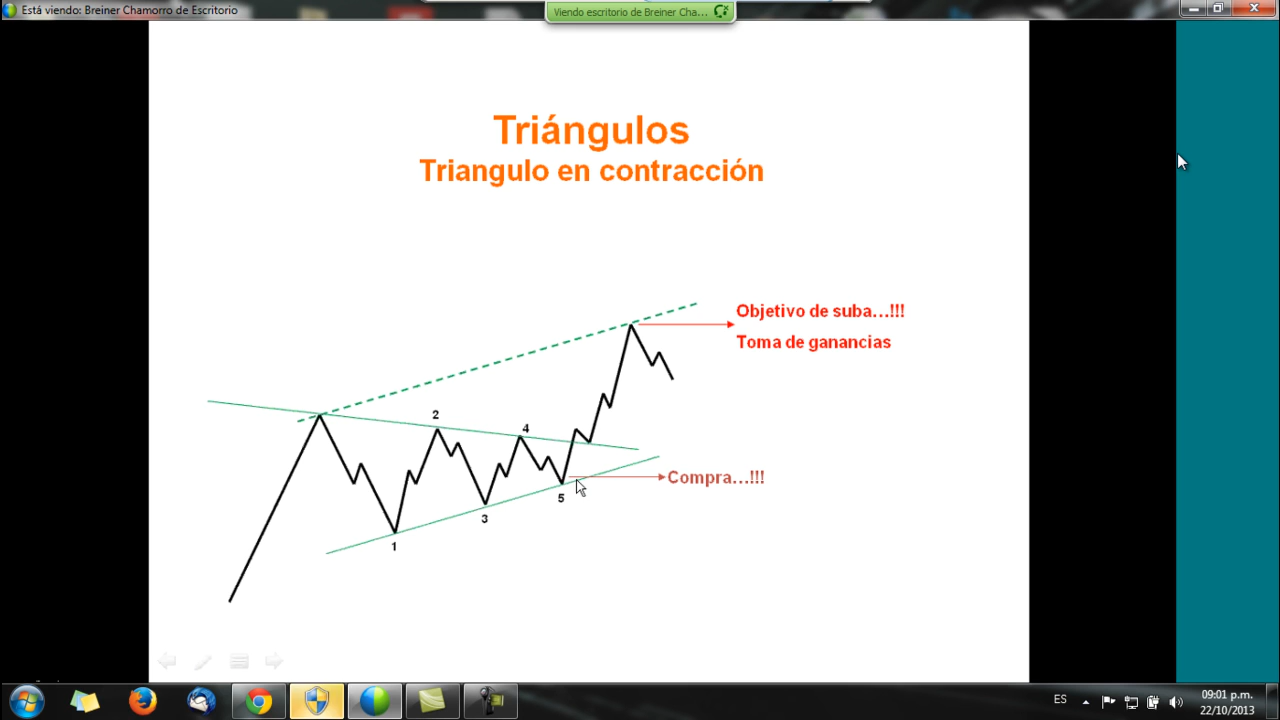 Está viendo: Breiner Chamorro de Escritorio
Viendo escritorio de Breiner Cha...
Triángulos
Triangulo en contracción
Objetivo de suba...!!!
Toma de ganancias
2
4
Compra...!!!
5
3
1
ES
09:01 p.m.
22/10/2013